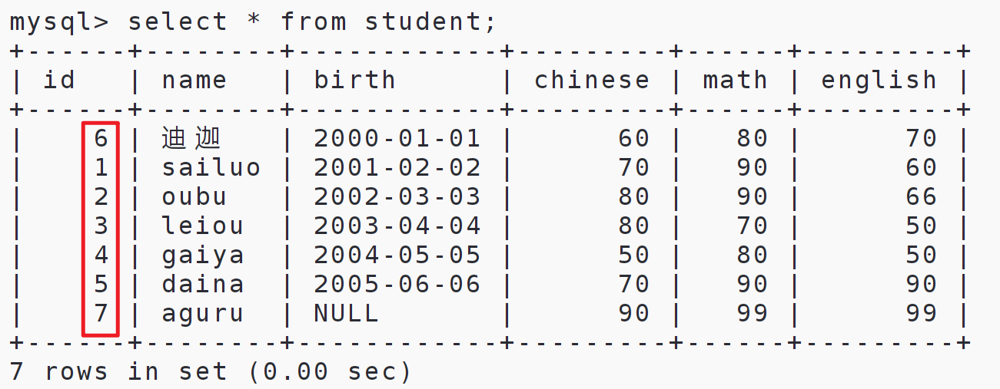 mysql> select * from student;
+------+--------+------------+---------+------+---------+
| id   | name   | birth      | chinese | math | english |
+------+--------+------------+---------+------+---------+
|    6 | 迪迦   | 2000-01-01 |      60 |   80 |      70 |
|    1 | sailuo | 2001-02-02 |      70 |   90 |      60 |
|    2 | oubu   | 2002-03-03 |      80 |   90 |      66 |
|    3 | leiou  | 2003-04-04 |      80 |   70 |      50 |
|    4 | gaiya  | 2004-05-05 |      50 |   80 |      50 |
|    5 | daina  | 2005-06-06 |      70 |   90 |      90 |
|    7 | aguru  | NULL       |      90 |   99 |      99 |
+------+--------+------------+---------+------+---------+
7 rows in set (0.00 sec)